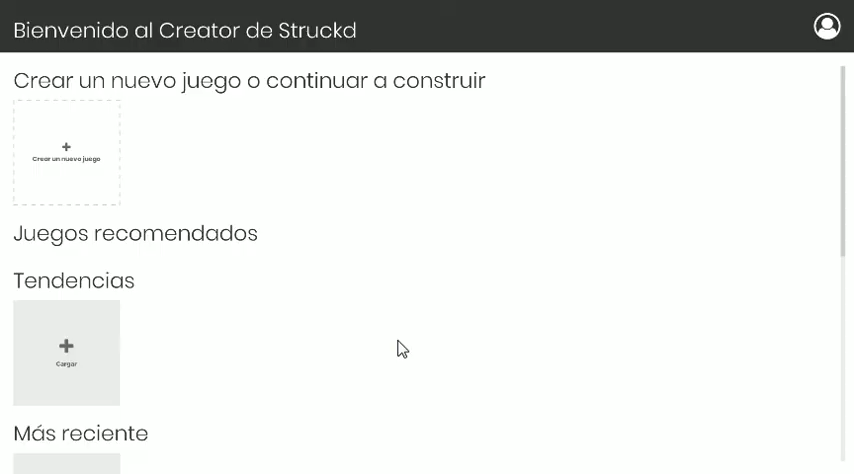 Bienvenido al Creator de Struckd
Crear un nuevo juego o continuar a construir
Crear un nuevo juego
Juegos recomendados
Tendencias
Cargar
Más reciente